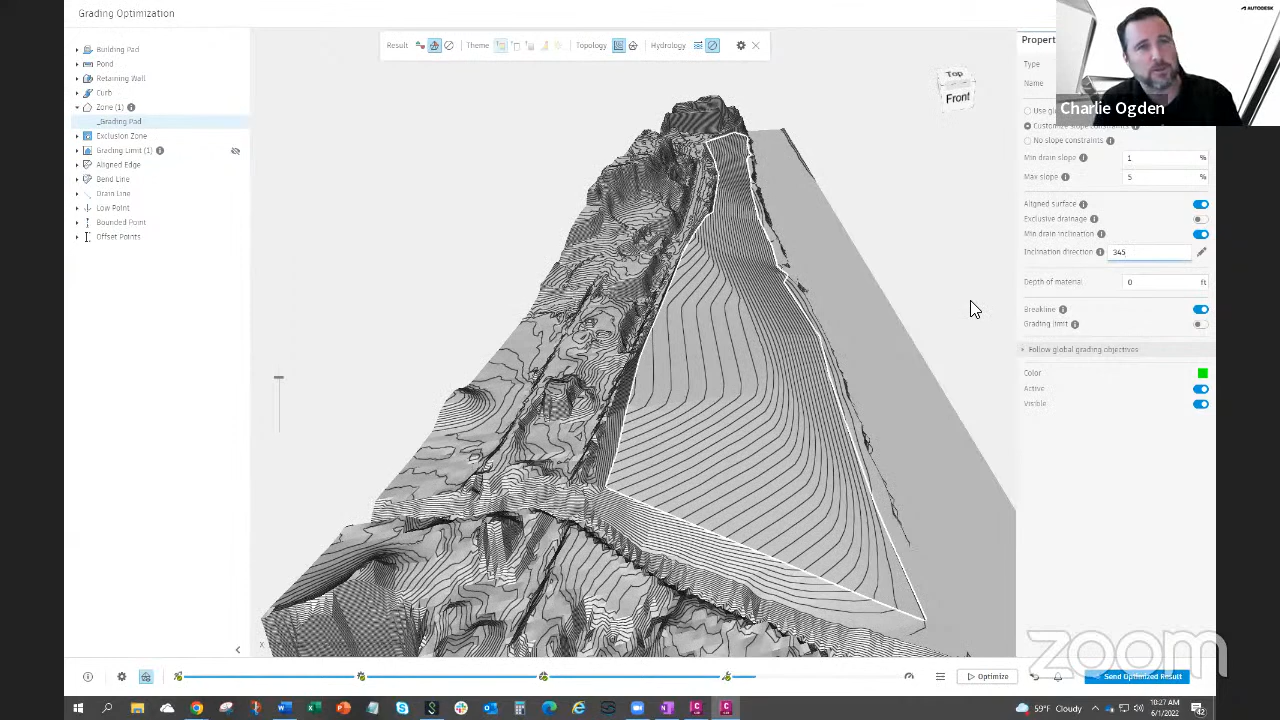 Grading Optimization
AUTODESK
Charlie Ogden
Building Pad
Pond
Retaining Wall
Curb
Zone (1)
_Grading Pad
Exclusion Zone
Grading Limit (1)
Aligned Edge
Bend Line
Drain Line
Low Point
Bounded Point
Offset Points
Result
Theme
Topology
Hydrology
Top
Front
Propert
Type
Name
Use gl
Customize slope constraints
No slope constraints
Min drain slope 1 %
Max slope 5 %
Aligned surface
Exclusive drainage
Min drain inclination
Inclination direction 345
Depth of material 0 ft
Breakline
Grading limit
Follow global grading objectives
Color
Active
Visible
X
zoom
Optimize
Send Optimized Result
59°F Cloudy
10:27 AM
6/1/2022
42